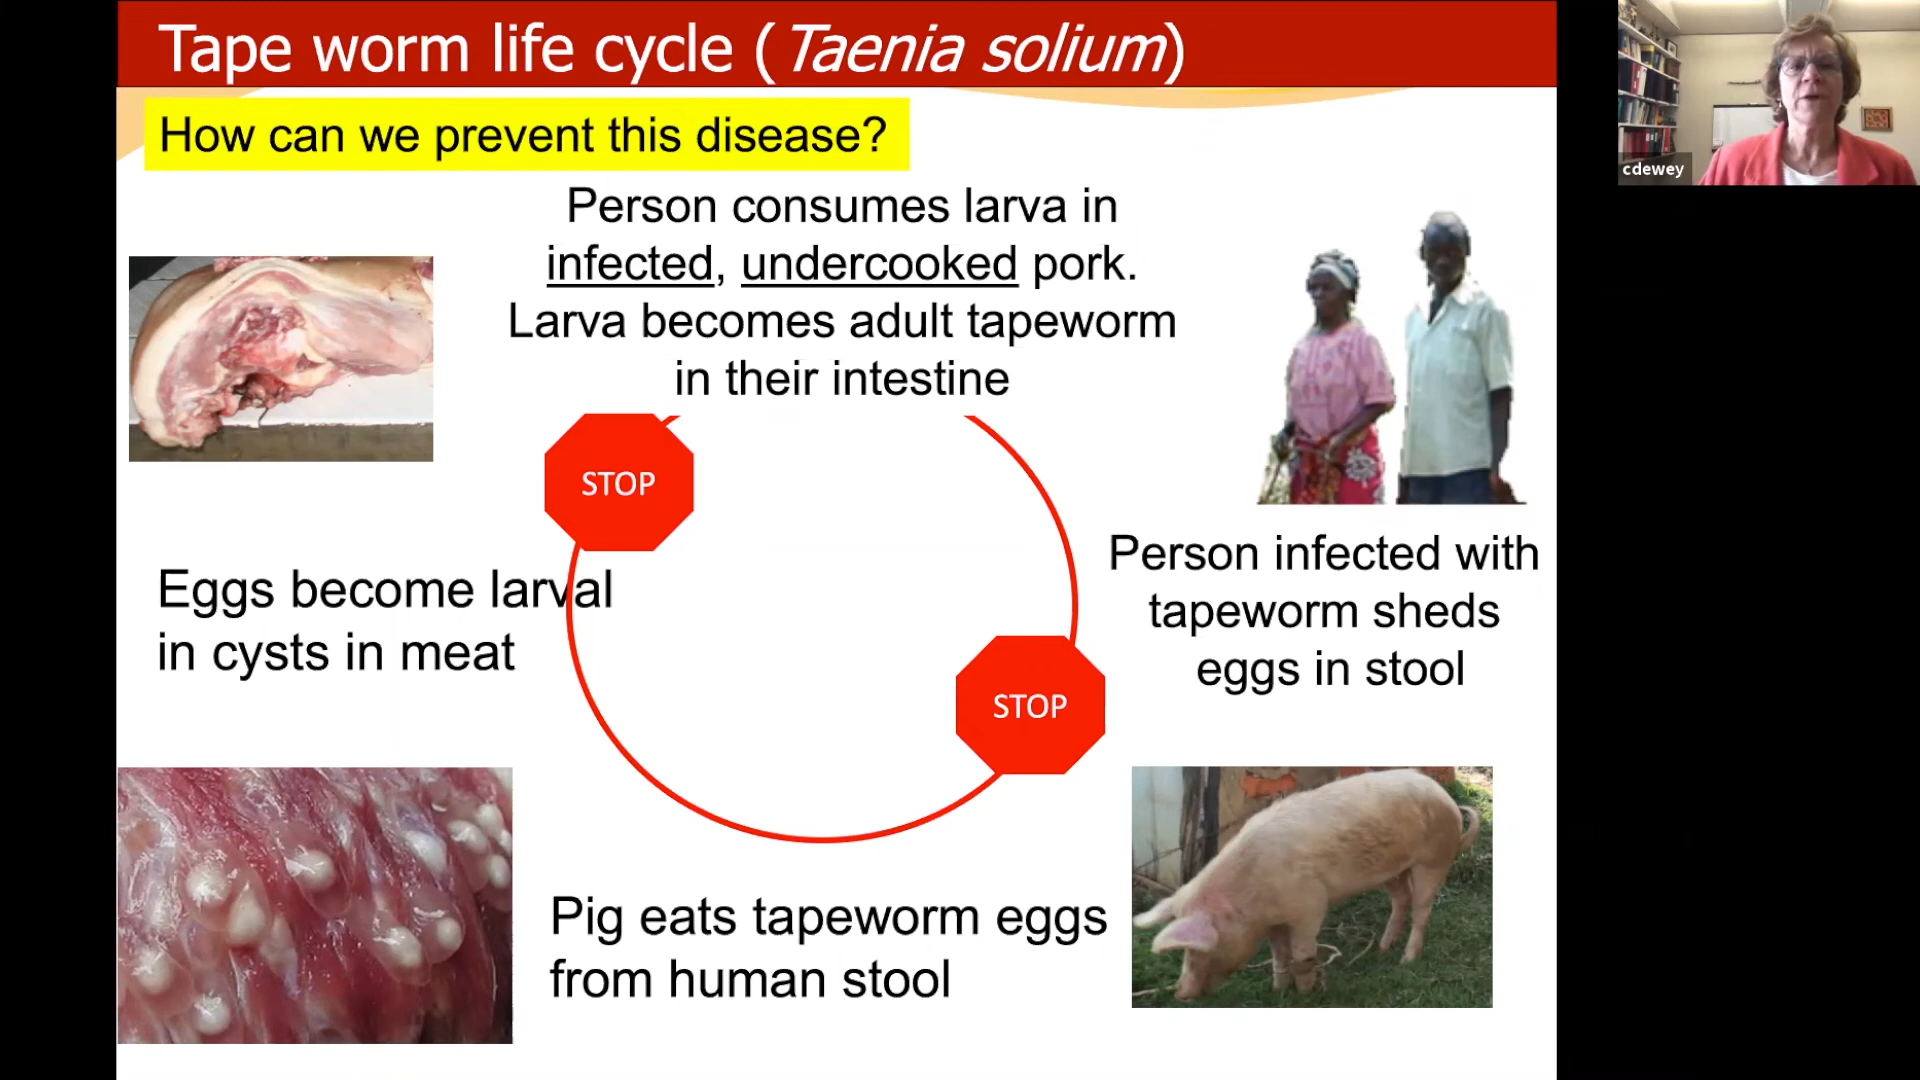 Tape worm life cycle (Taenia solium)
How can we prevent this disease?
Person consumes larva in
infected, undercooked pork.
Larva becomes adult tapeworm
in their intestine
STOP
Person infected with
tapeworm sheds
eggs in stool
Eggs become larval
in cysts in meat
STOP
Pig eats tapeworm eggs
from human stool
cdewey